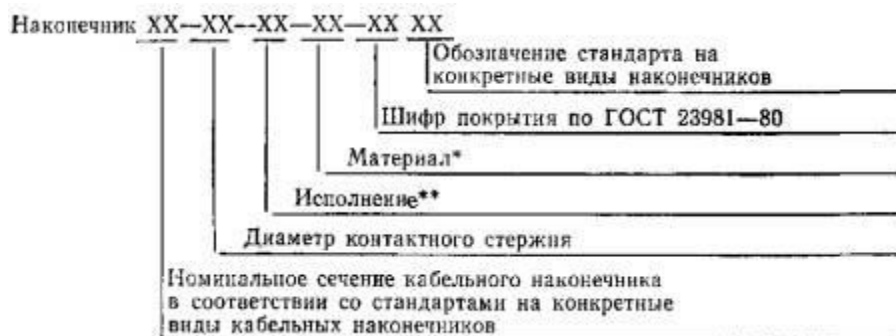 Наконечник XX—XX—XX—XX—XX XX
Обозначение стандарта на
конкретные виды наконечников
Шифр покрытия по ГОСТ 23981—80
Материал*
Исполнение**
Диаметр контактного стержня
Номинальное сечение кабельного наконечника
в соответствии со стандартами на конкретные
виды кабельных наконечников